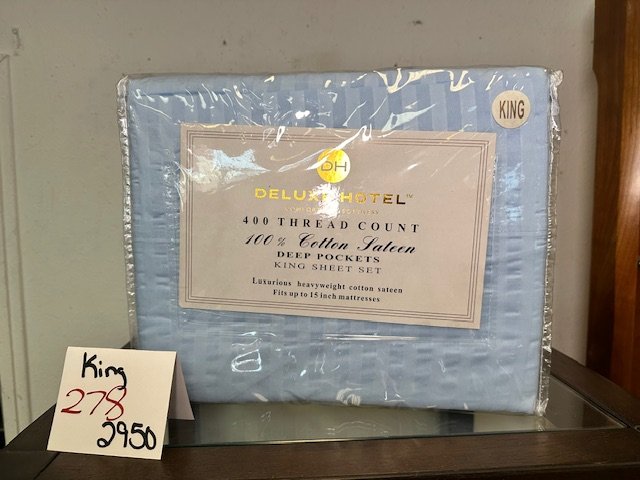 KING
DH
DELUXE HOTEL™
400 THREAD COUNT
100% Cotton Sateen
DEEP POCKETS
KING SHEET SET
Luxurious heavyweight cotton sateen
Fits up to 15 inch mattresses
King
278
2950